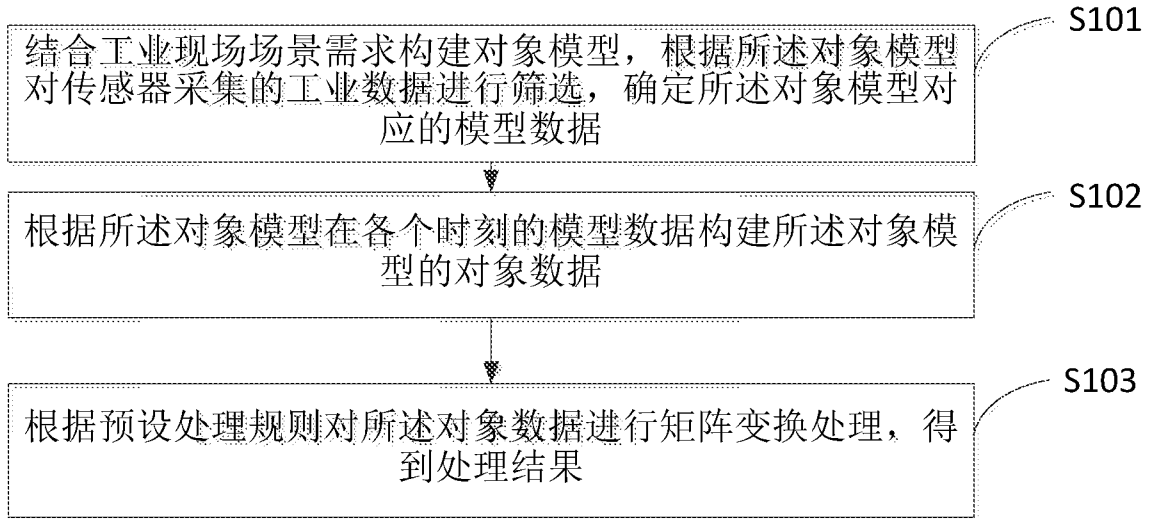 S101
结合工业现场场景需求构建对象模型，根据所述对象模型
对传感器采集的工业数据进行筛选，确定所述对象模型对
应的模型数据
S102
根据所述对象模型在各个时刻的模型数据构建所述对象模
型的对象数据
S103
根据预设处理规则对所述对象数据进行矩阵变换处理，得
到处理结果